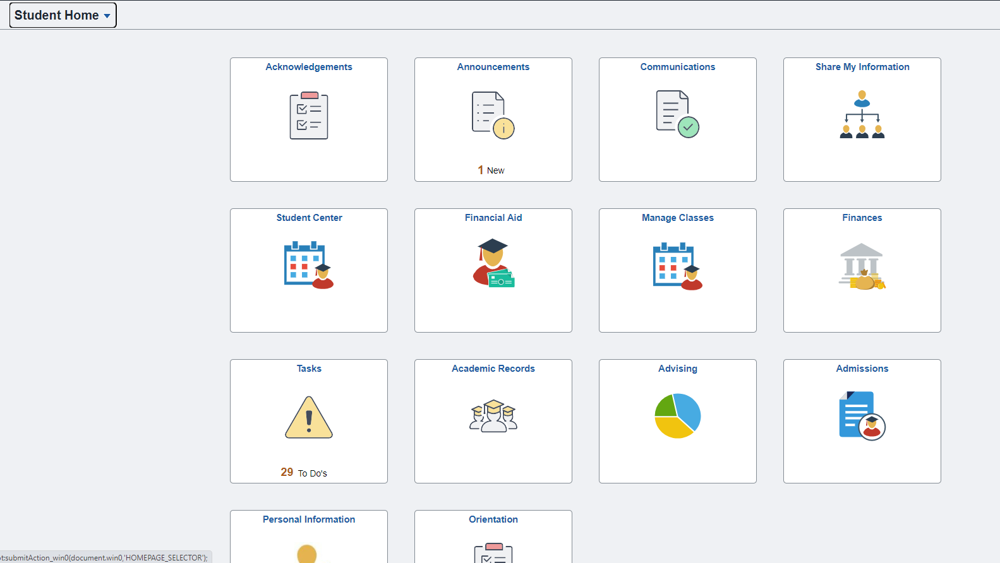 Student Home
Acknowledgements
Announcements
1 New
Communications
Share My Information
Student Center
Financial Aid
Manage Classes
Finances
Tasks
29 To Do's
Academic Records
Advising
Admissions
Personal Information
Orientation
t:submitAction_win0(document.win0,'HOMEPAGE_SELECTOR');